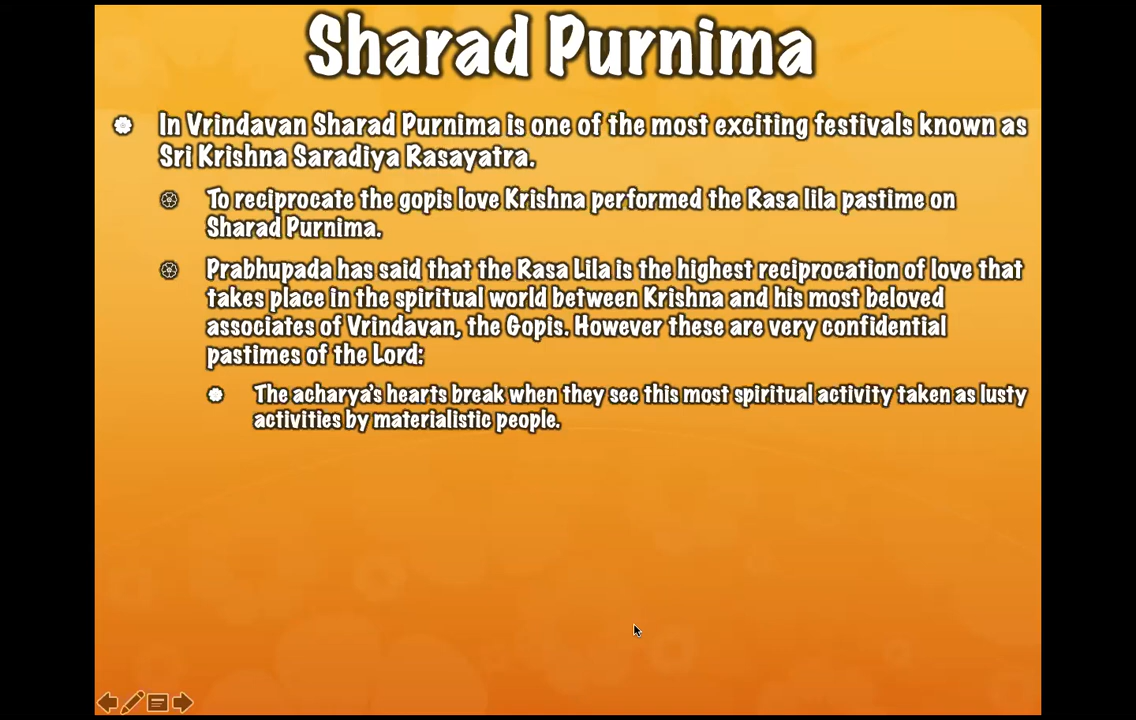 Sharad Purnima
In Vrindavan Sharad Purnima is one of the most exciting festivals known as
Sri Krishna Saradiya Rasayatra.
To reciprocate the gopis love Krishna performed the Rasa lila pastime on
Sharad Purnima.
Prabhupada has said that the Rasa Lila is the highest reciprocation of love that
takes place in the spiritual world between Krishna and his most beloved
associates of Vrindavan, the Gopis. However these are very confidential
pastimes of the Lord:
The acharya's hearts break when they see this most spiritual activity taken as lusty
activities by materialistic people.